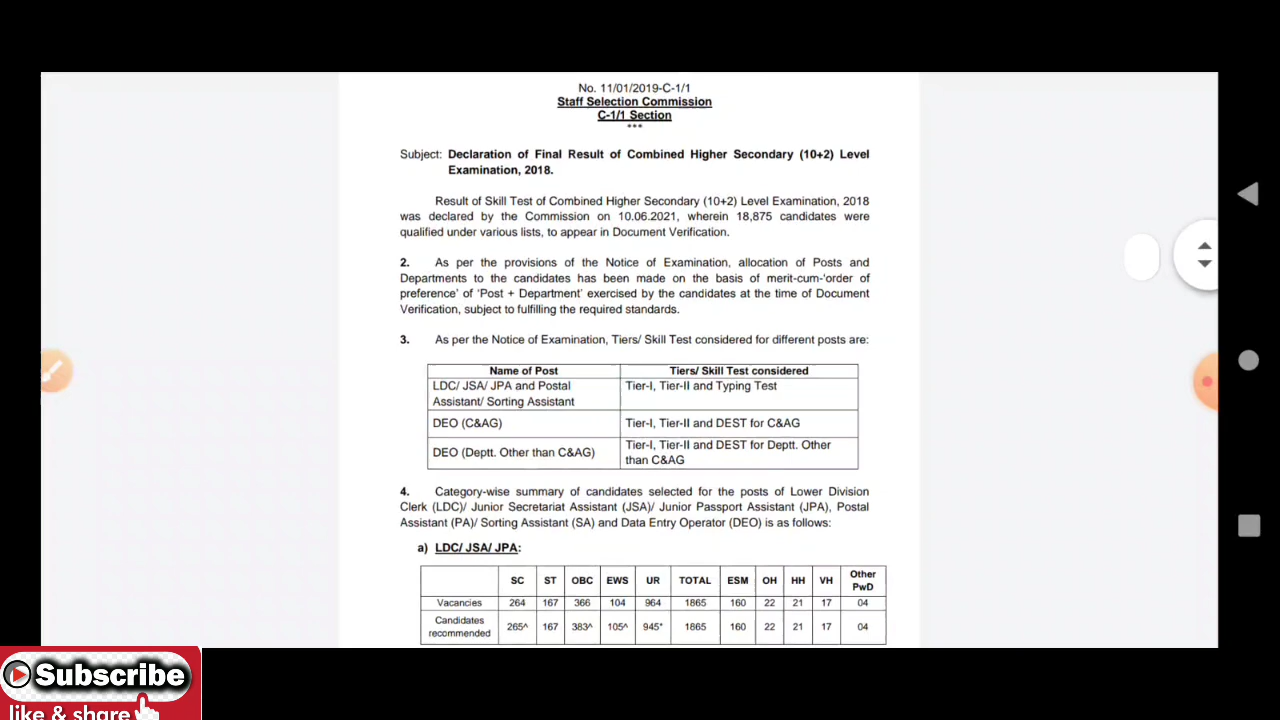 No. 11/01/2019-C-1/1
Staff Selection Commission
C-1/1 Section
***
Subject: Declaration of Final Result of Combined Higher Secondary (10+2) Level
Examination, 2018.
Result of Skill Test of Combined Higher Secondary (10+2) Level Examination, 2018
was declared by the Commission on 10.06.2021, wherein 18,875 candidates were
qualified under various lists, to appear in Document Verification.
2. As per the provisions of the Notice of Examination, allocation of Posts and
Departments to the candidates has been made on the basis of merit-cum-'order of
preference' of 'Post + Department' exercised by the candidates at the time of Document
Verification, subject to fulfilling the required standards.
3. As per the Notice of Examination, Tiers/ Skill Test considered for different posts are:
Name of Post Tiers/ Skill Test considered
LDC/ JSA/ JPA and Postal Tier-I, Tier-II and Typing Test
Assistant/ Sorting Assistant
DEO (C&AG) Tier-I, Tier-II and DEST for C&AG
DEO (Deptt. Other than C&AG) Tier-I, Tier-II and DEST for Deptt. Other
than C&AG
4. Category-wise summary of candidates selected for the posts of Lower Division
Clerk (LDC)/ Junior Secretariat Assistant (JSA)/ Junior Passport Assistant (JPA), Postal
Assistant (PA)/ Sorting Assistant (SA) and Data Entry Operator (DEO) is as follows:
a) LDC/ JSA/ JPA:
SC ST OBC EWS UR TOTAL ESM OH HH VH Other PwD
Vacancies 264 167 366 104 964 1865 160 22 21 17 04
Candidates recommended 265^ 167 383^ 105^ 945* 1865 160 22 21 17 04
Subscribe
like & share